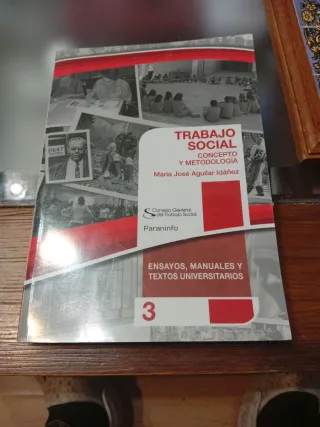 TRABAJO
SOCIAL
CONCEPTO
Y METODOLOGÍA
María José Aguilar Idáñez
Consejo General
del Trabajo Social
Paraninfo
ENSAYOS, MANUALES Y
TEXTOS UNIVERSITARIOS
3